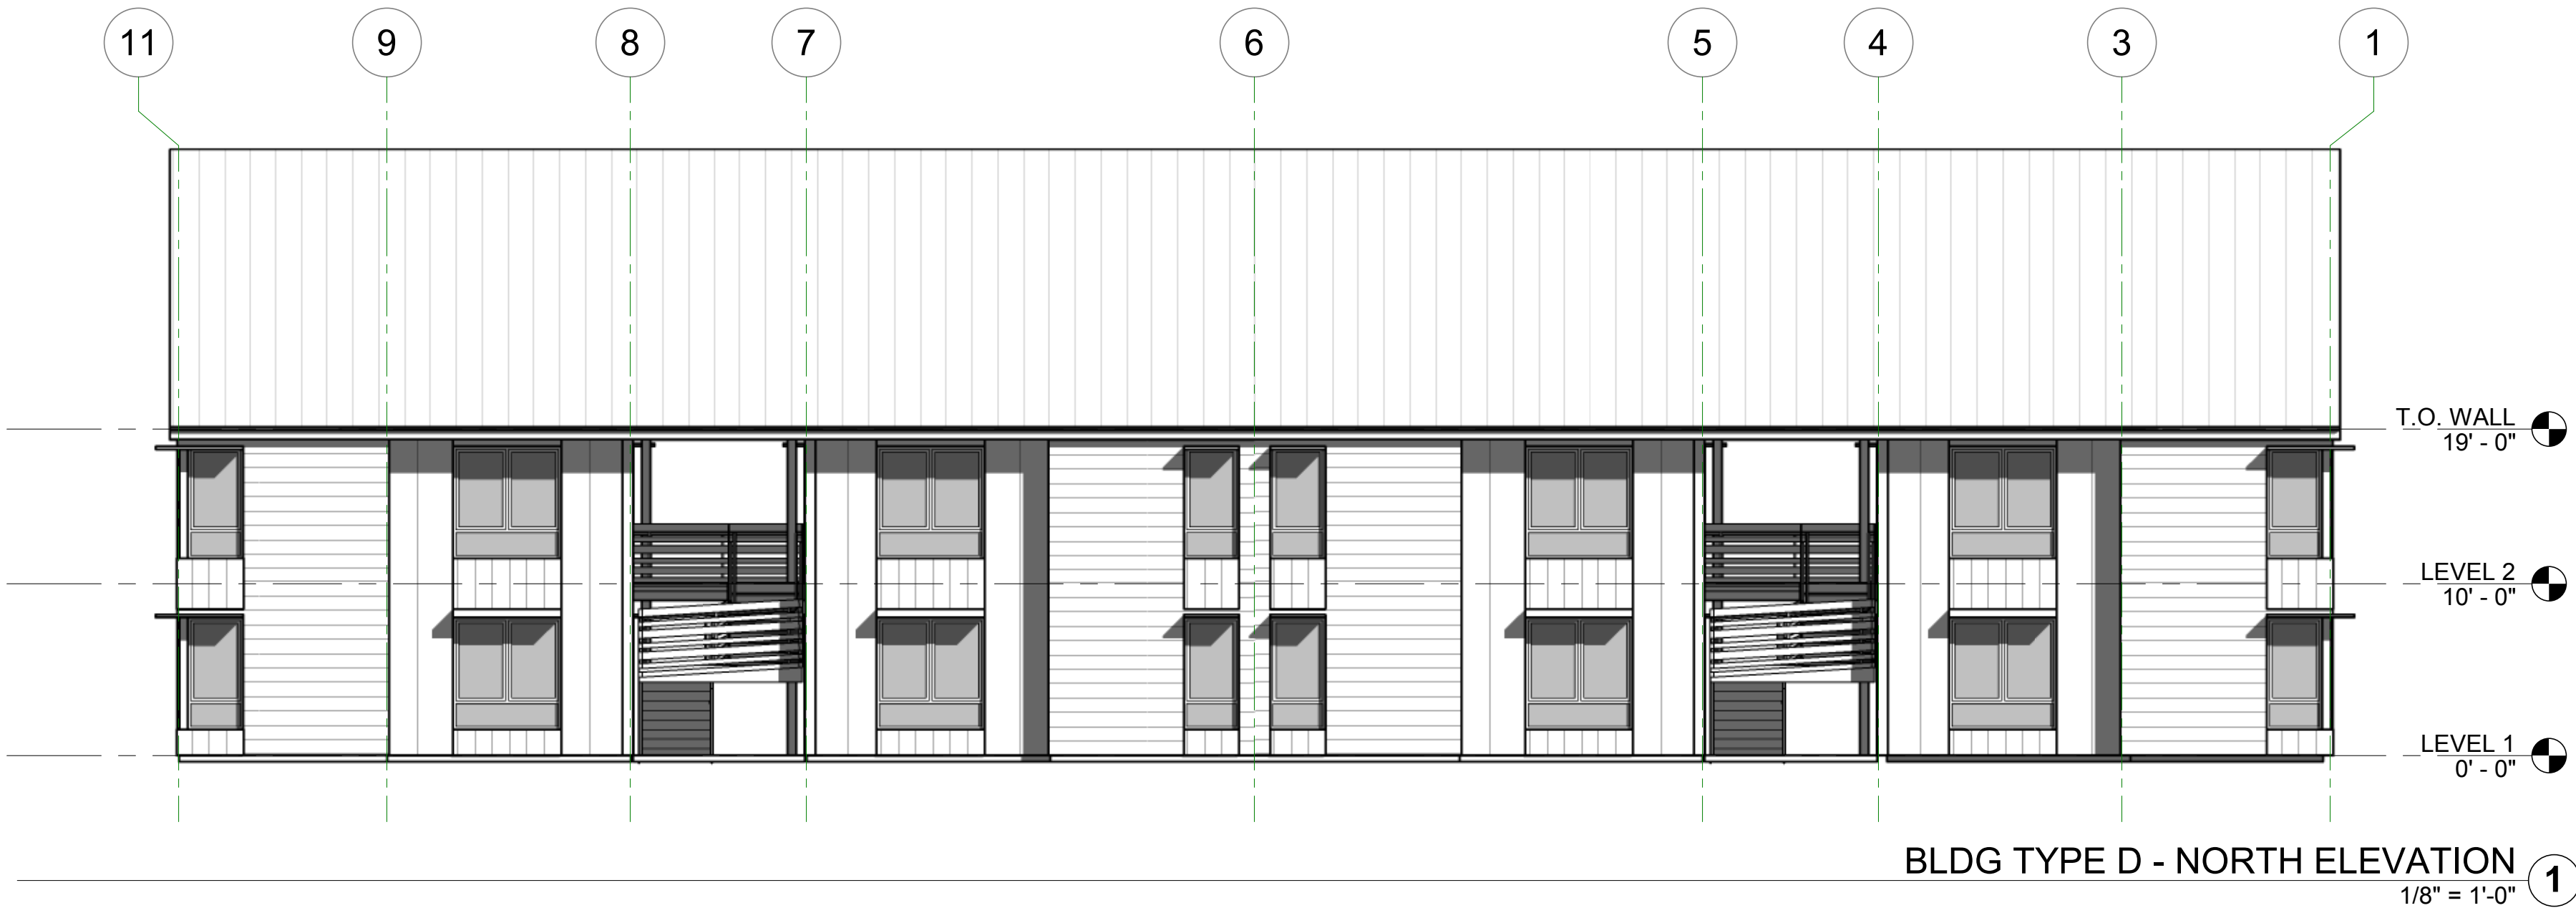 11 9 8 7 6 5 4 3 1
T.O. WALL
19' - 0"
LEVEL 2
10' - 0"
LEVEL 1
0' - 0"
BLDG TYPE D - NORTH ELEVATION
1
1/8" = 1'-0"